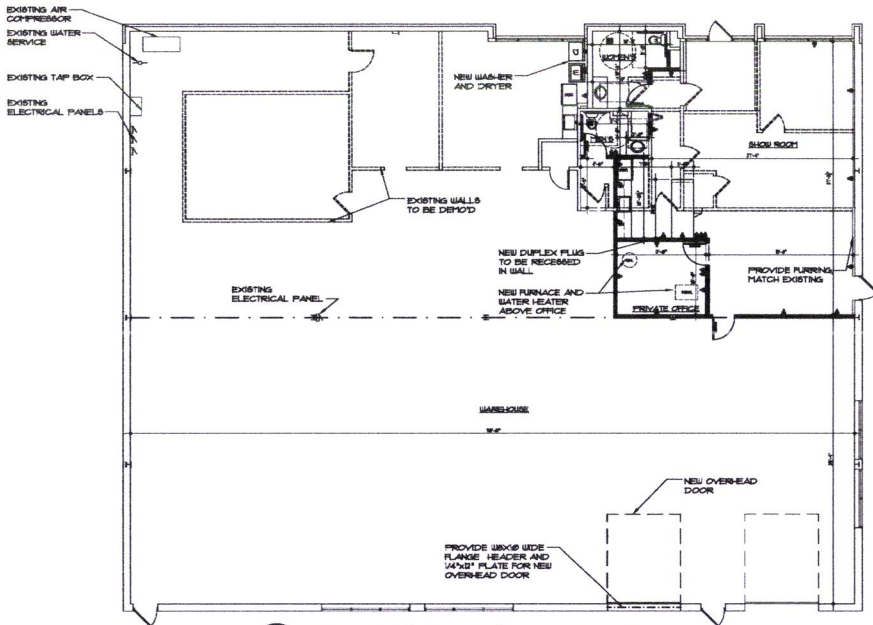 EXISTING AIR
COMPRESSOR
EXISTING WATER
SERVICE
EXISTING TAP BOX
EXISTING
ELECTRICAL PANELS
NEW WASHER
AND DRYER
WOMEN'S
MEN'S
SHOW ROOM
EXISTING WALLS
TO BE DEMO'D
NEW DUPLEX PLUG
TO BE RECESSED
IN WALL
PROVIDE FURRING
MATCH EXISTING
NEW FURNACE AND
WATER HEATER
ABOVE OFFICE
PRIVATE OFFICE
EXISTING
ELECTRICAL PANEL
WAREHOUSE
NEW OVERHEAD
DOOR
PROVIDE W8X10 WIDE
FLANGE HEADER AND
1/4"x12" PLATE FOR NEW
OVERHEAD DOOR